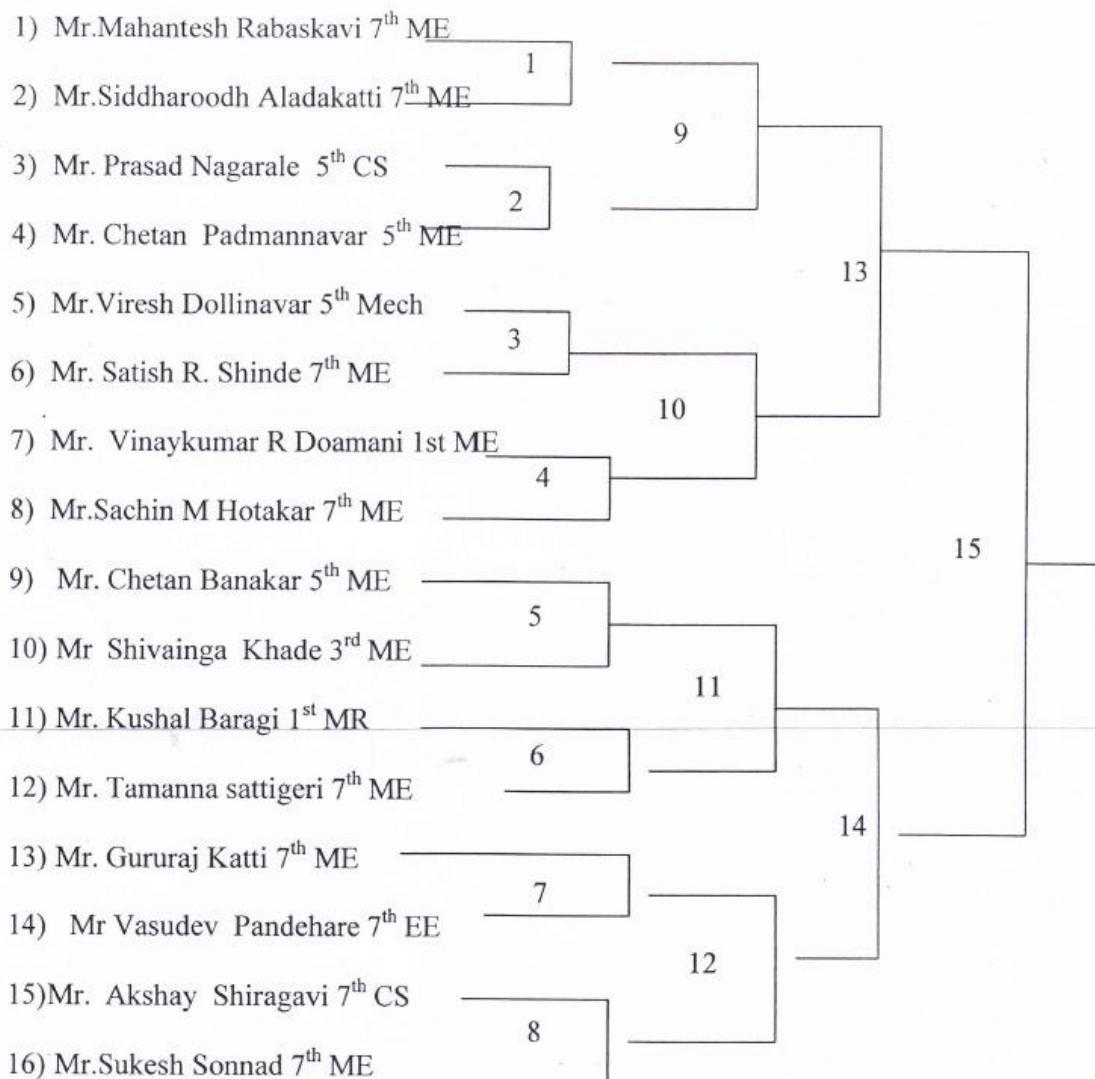 1) Mr.Mahantesh Rabaskavi 7th ME
1
2) Mr.Siddharoodh Aladakatti 7th ME
9
3) Mr. Prasad Nagarale 5th CS
2
4) Mr. Chetan Padmannavar 5th ME
13
5) Mr.Viresh Dollinavar 5th Mech
3
6) Mr. Satish R. Shinde 7th ME
10
7) Mr. Vinaykumar R Doamani 1st ME
4
8) Mr.Sachin M Hotakar 7th ME
15
9) Mr. Chetan Banakar 5th ME
5
10) Mr Shivainga Khade 3rd ME
11
11) Mr. Kushal Baragi 1st MR
6
12) Mr. Tamanna sattigeri 7th ME
14
13) Mr. Gururaj Katti 7th ME
7
14) Mr Vasudev Pandehare 7th EE
12
15)Mr. Akshay Shiragavi 7th CS
8
16) Mr.Sukesh Sonnad 7th ME